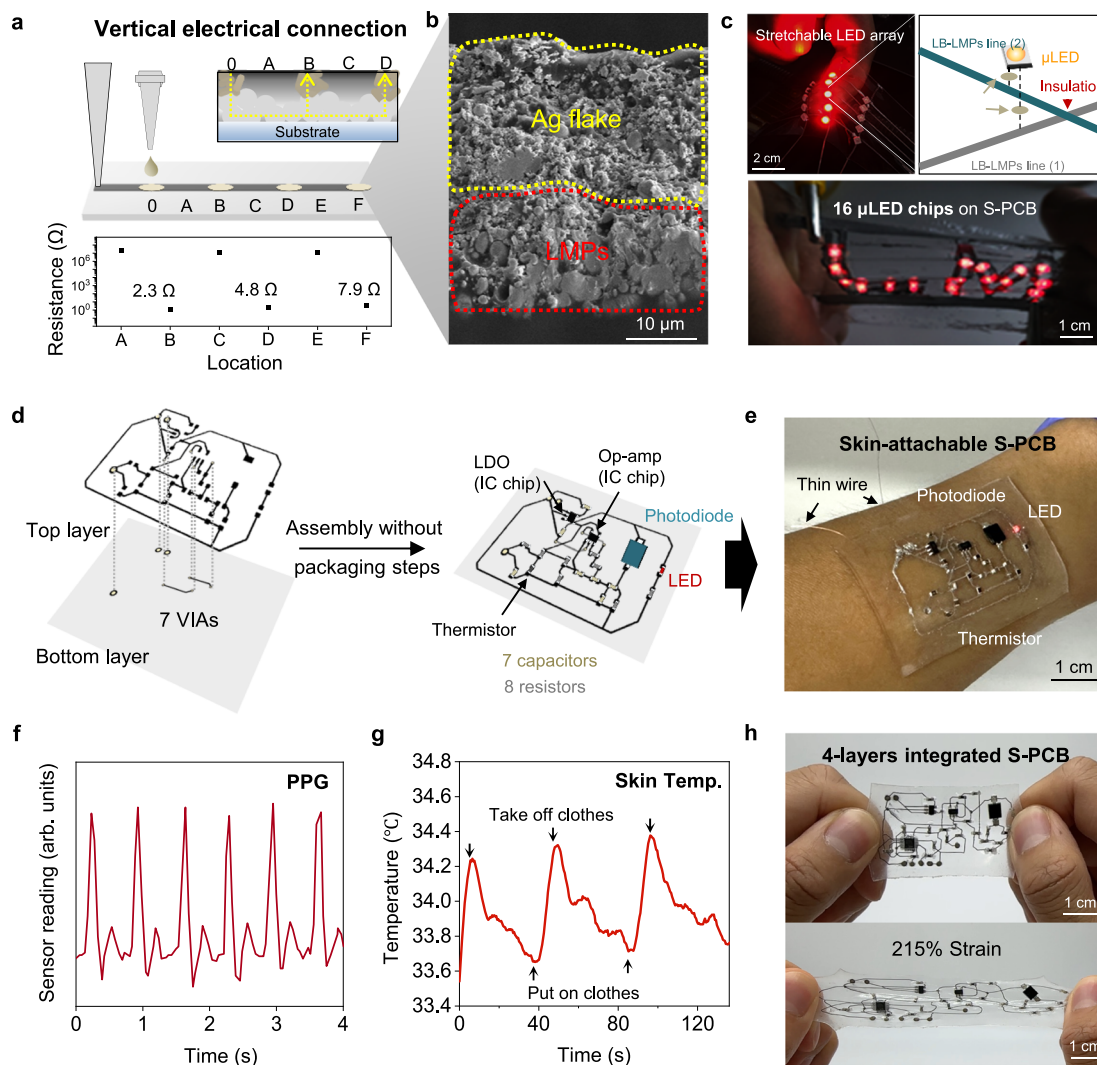 a
Vertical electrical connection
0 A B C D
Substrate
0 A B C D E F
Resistance (Ω)
10⁶
10³
10⁰
2.3 Ω
4.8 Ω
7.9 Ω
A B C D E F
Location
b
Ag flake
LMPs
10 μm
c
Stretchable LED array
2 cm
LB-LMPs line (2)
μLED
Insulatio
LB-LMPs line (1)
16 μLED chips on S-PCB
1 cm
d
Top layer
7 VIAs
Bottom layer
Assembly without
packaging steps
LDO
(IC chip)
Op-amp
(IC chip)
Photodiode
LED
Thermistor
7 capacitors
8 resistors
e
Skin-attachable S-PCB
Thin wire
Photodiode
LED
Thermistor
1 cm
f
PPG
Sensor reading (arb. units)
0 1 2 3 4
Time (s)
g
Skin Temp.
Temperature (°C)
34.8
34.6
34.4
34.2
34.0
33.8
33.6
33.4
Take off clothes
Put on clothes
0 40 80 120
Time (s)
h
4-layers integrated S-PCB
1 cm
215% Strain
1 cm